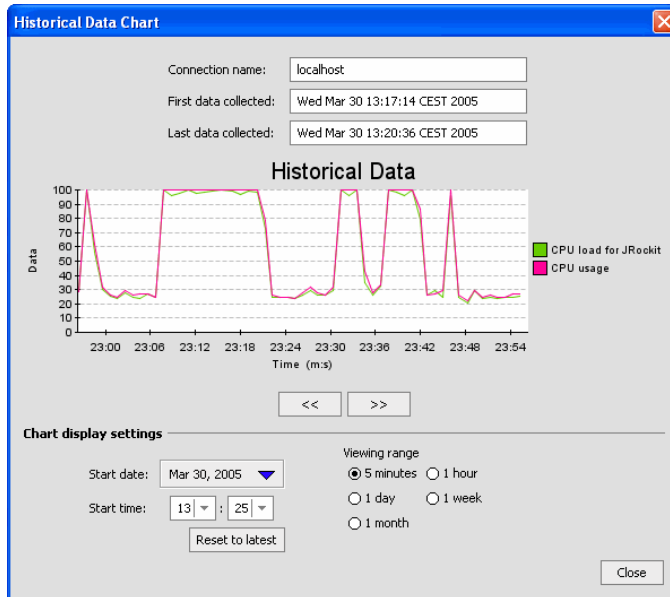 Historical Data Chart
Connection name: localhost
First data collected: Wed Mar 30 13:17:14 CEST 2005
Last data collected: Wed Mar 30 13:20:36 CEST 2005
Historical Data
100
90
80
70
60
50
40
30
20
10
0
Data
23:00 23:06 23:12 23:18 23:24 23:30 23:36 23:42 23:48 23:54
Time (m:s)
CPU load for JRockit
CPU usage
<< >>
Chart display settings
Viewing range
Start date: Mar 30, 2005
5 minutes 1 hour
Start time: 13 : 25
1 day 1 week
1 month
Reset to latest
Close